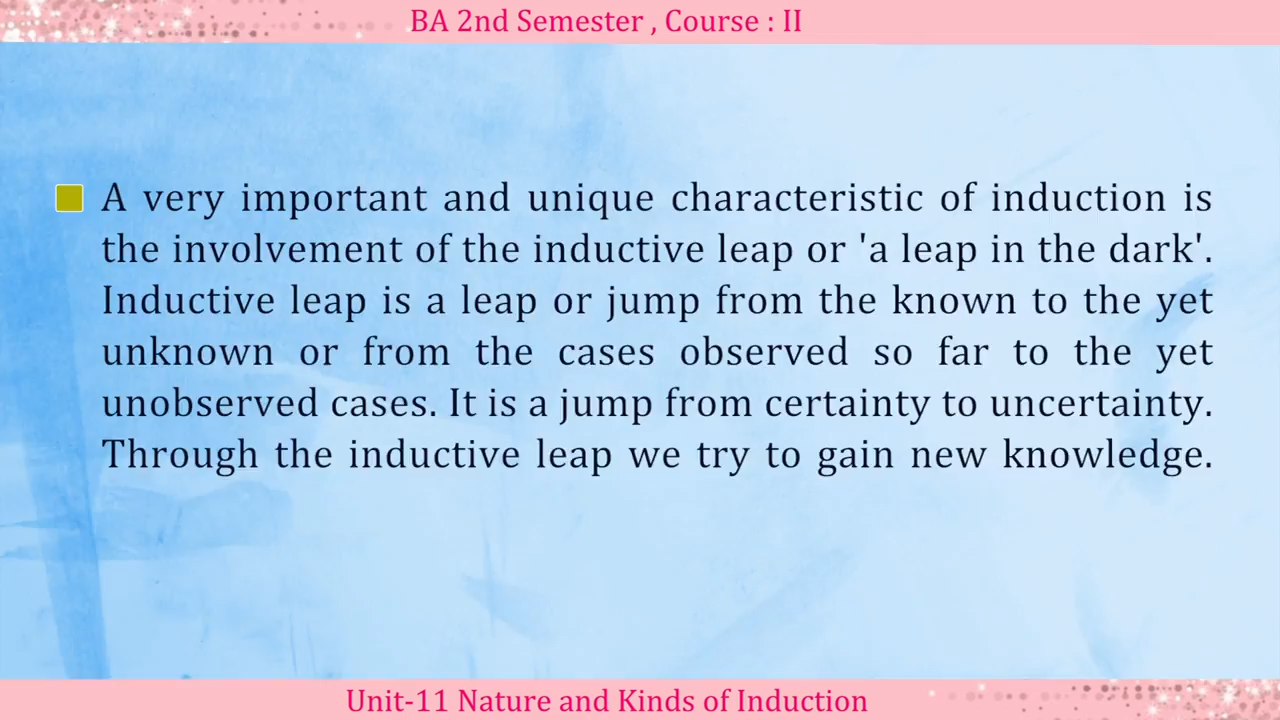 BA 2nd Semester , Course : II
A very important and unique characteristic of induction is
the involvement of the inductive leap or 'a leap in the dark'.
Inductive leap is a leap or jump from the known to the yet
unknown or from the cases observed so far to the yet
unobserved cases. It is a jump from certainty to uncertainty.
Through the inductive leap we try to gain new knowledge.
Unit-11 Nature and Kinds of Induction